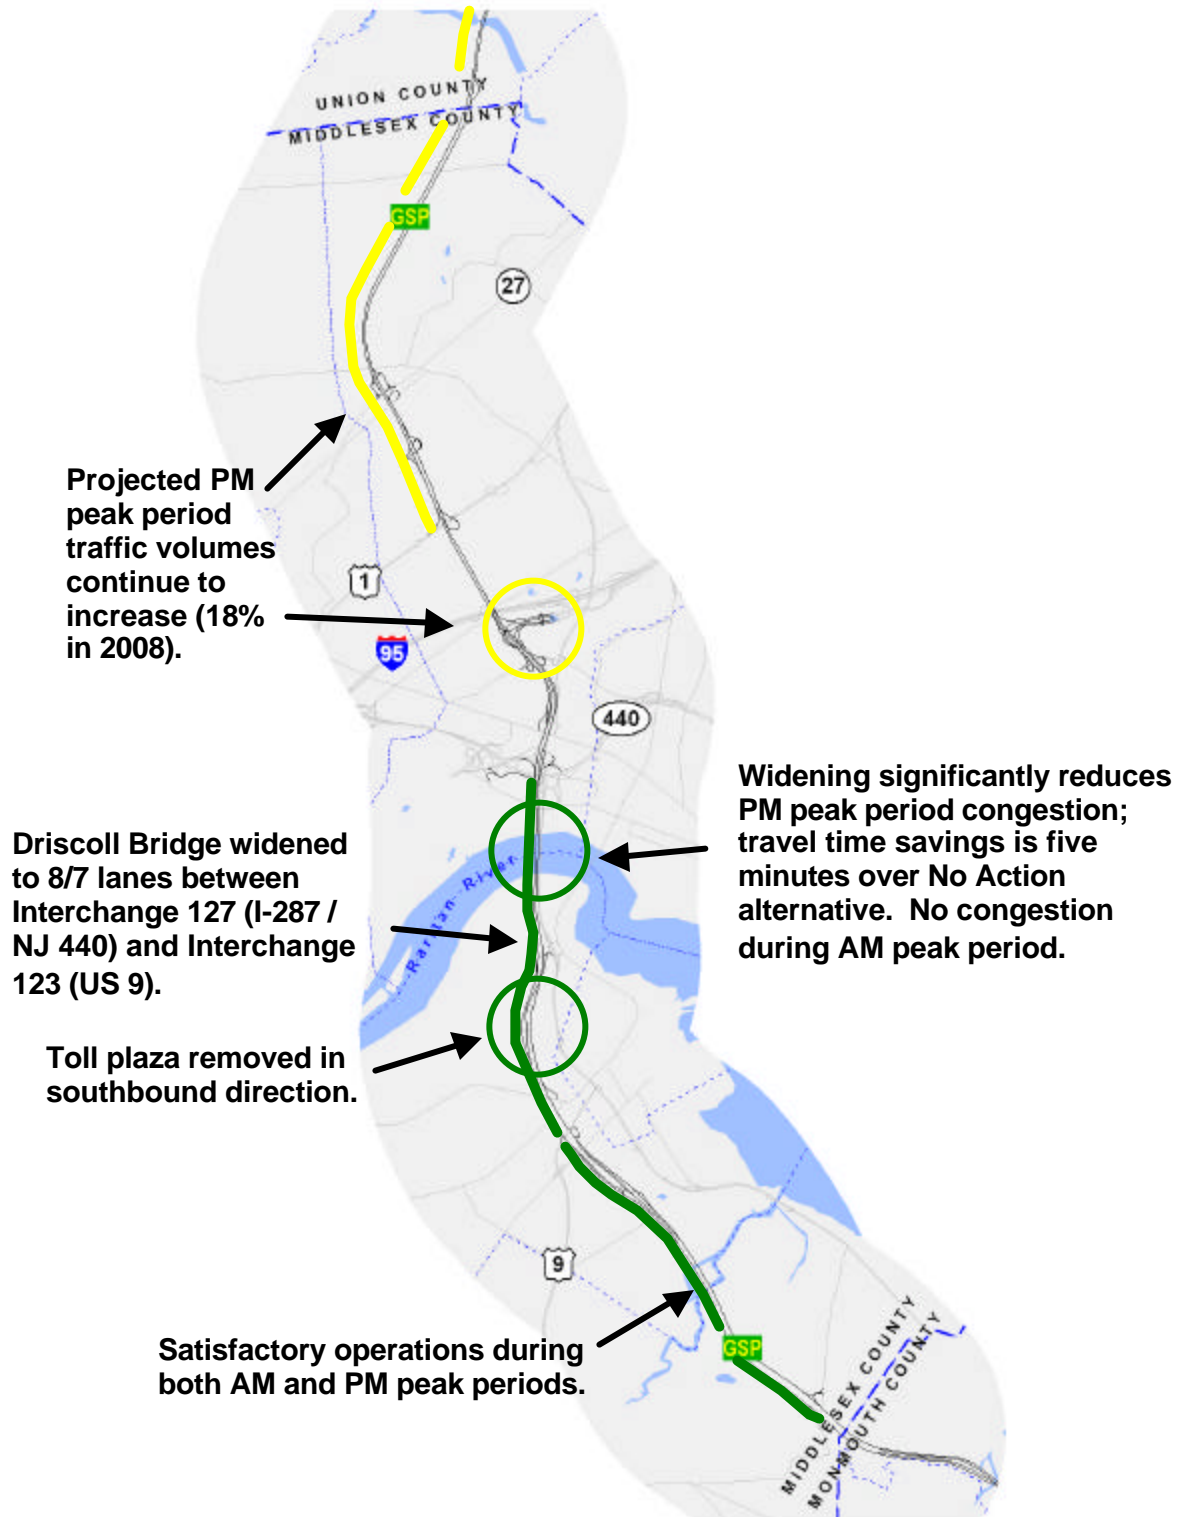 UNION COUNTY
MIDDLESEX COUNTY
GSP
27
Projected PM
peak period
traffic volumes
continue to
increase (18%
in 2008).
1
95
440
Widening significantly reduces
PM peak period congestion;
travel time savings is five
minutes over No Action
alternative.  No congestion
during AM peak period.
Driscoll Bridge widened
to 8/7 lanes between
Interchange 127 (I-287 /
NJ 440) and Interchange
123 (US 9).
Raritan River
Toll plaza removed in
southbound direction.
9
Satisfactory operations during
both AM and PM peak periods.
GSP
MIDDLESEX COUNTY
MONMOUTH COUNTY